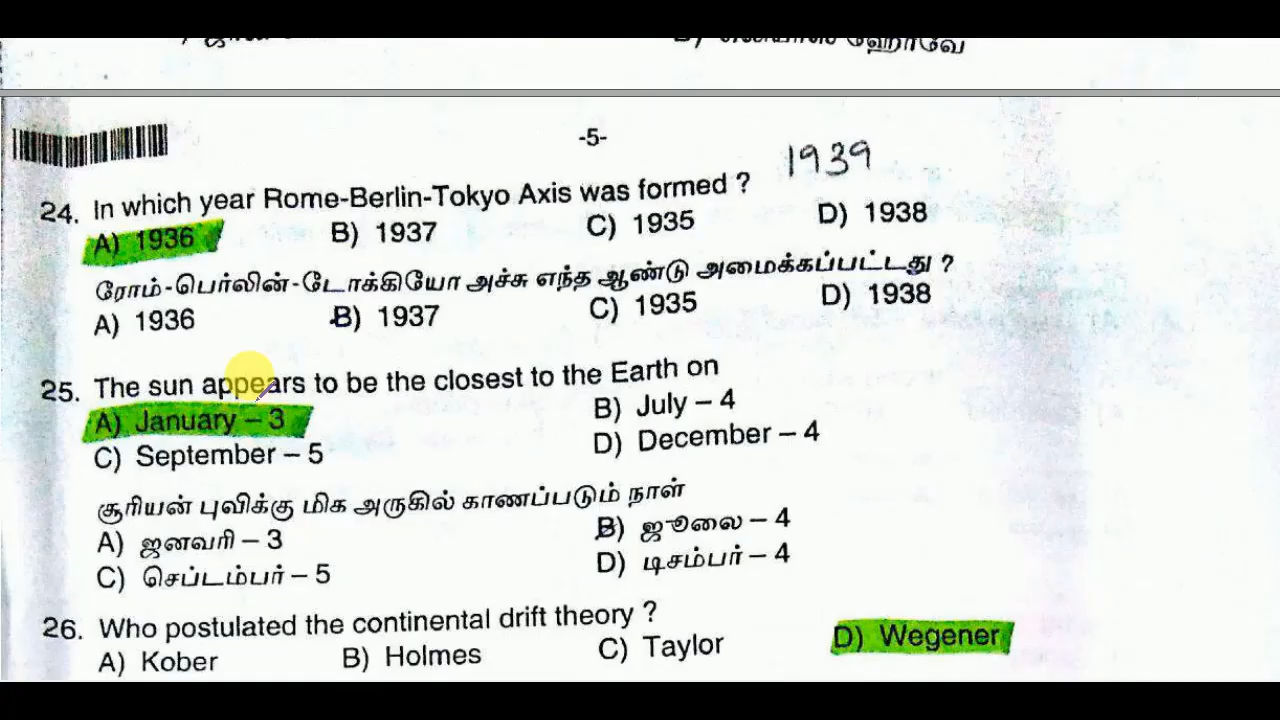 -5-
1939
24. In which year Rome-Berlin-Tokyo Axis was formed ?
A) 1936 B) 1937 C) 1935 D) 1938
ரோம்-பெர்லின்-டோக்கியோ அச்சு எந்த ஆண்டு அமைக்கப்பட்டது ?
A) 1936 B) 1937 C) 1935 D) 1938
25. The sun appears to be the closest to the Earth on
A) January – 3 B) July – 4
C) September – 5 D) December – 4
சூரியன் புவிக்கு மிக அருகில் காணப்படும் நாள்
A) ஜனவரி – 3 B) ஜூலை – 4
C) செப்டம்பர் – 5 D) டிசம்பர் – 4
26. Who postulated the continental drift theory ?
A) Kober B) Holmes C) Taylor D) Wegener